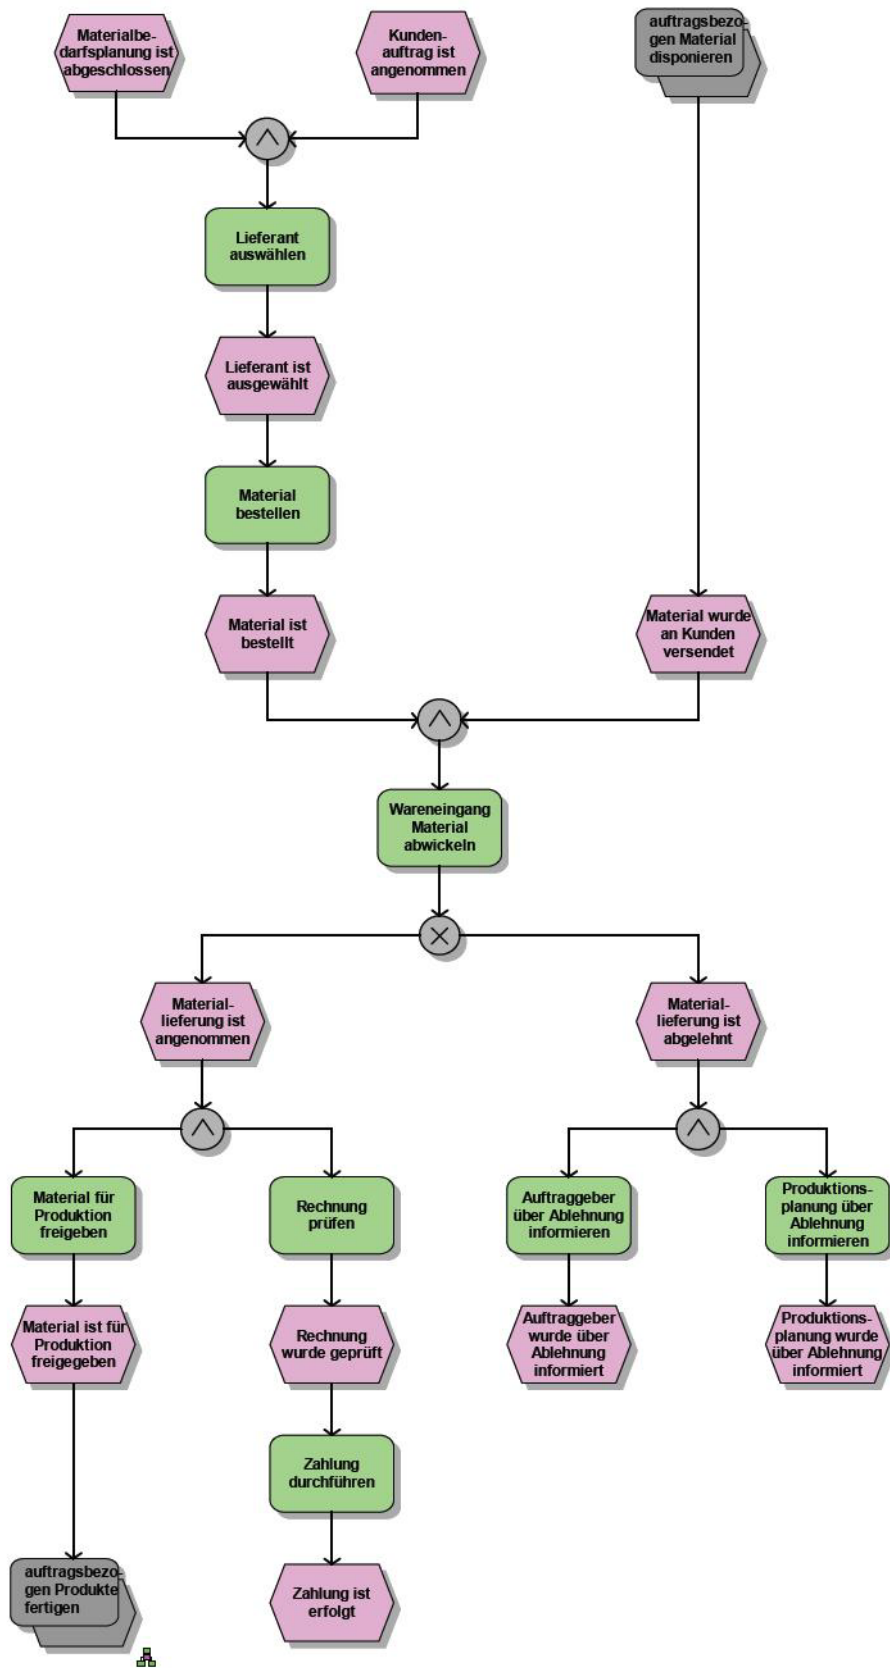 Materialbe-
darfsplanung ist
abgeschlossen
Kunden-
auftrag ist
angenommen
auftragsbezo-
gen Material
disponieren
Lieferant
auswählen
Lieferant ist
ausgewählt
Material
bestellen
Material ist
bestellt
Material wurde
an Kunden
versendet
Wareneingang
Material
abwickeln
Material-
lieferung ist
angenommen
Material-
lieferung ist
abgelehnt
Material für
Produktion
freigeben
Rechnung
prüfen
Auftraggeber
über Ablehnung
informieren
Produktions-
planung über
Ablehnung
informieren
Material ist für
Produktion
freigegeben
Rechnung
wurde geprüft
Auftraggeber
wurde über
Ablehnung
informiert
Produktions-
planung wurde
über Ablehnung
informiert
Zahlung
durchführen
auftragsbezo-
gen Produkte
fertigen
Zahlung ist
erfolgt